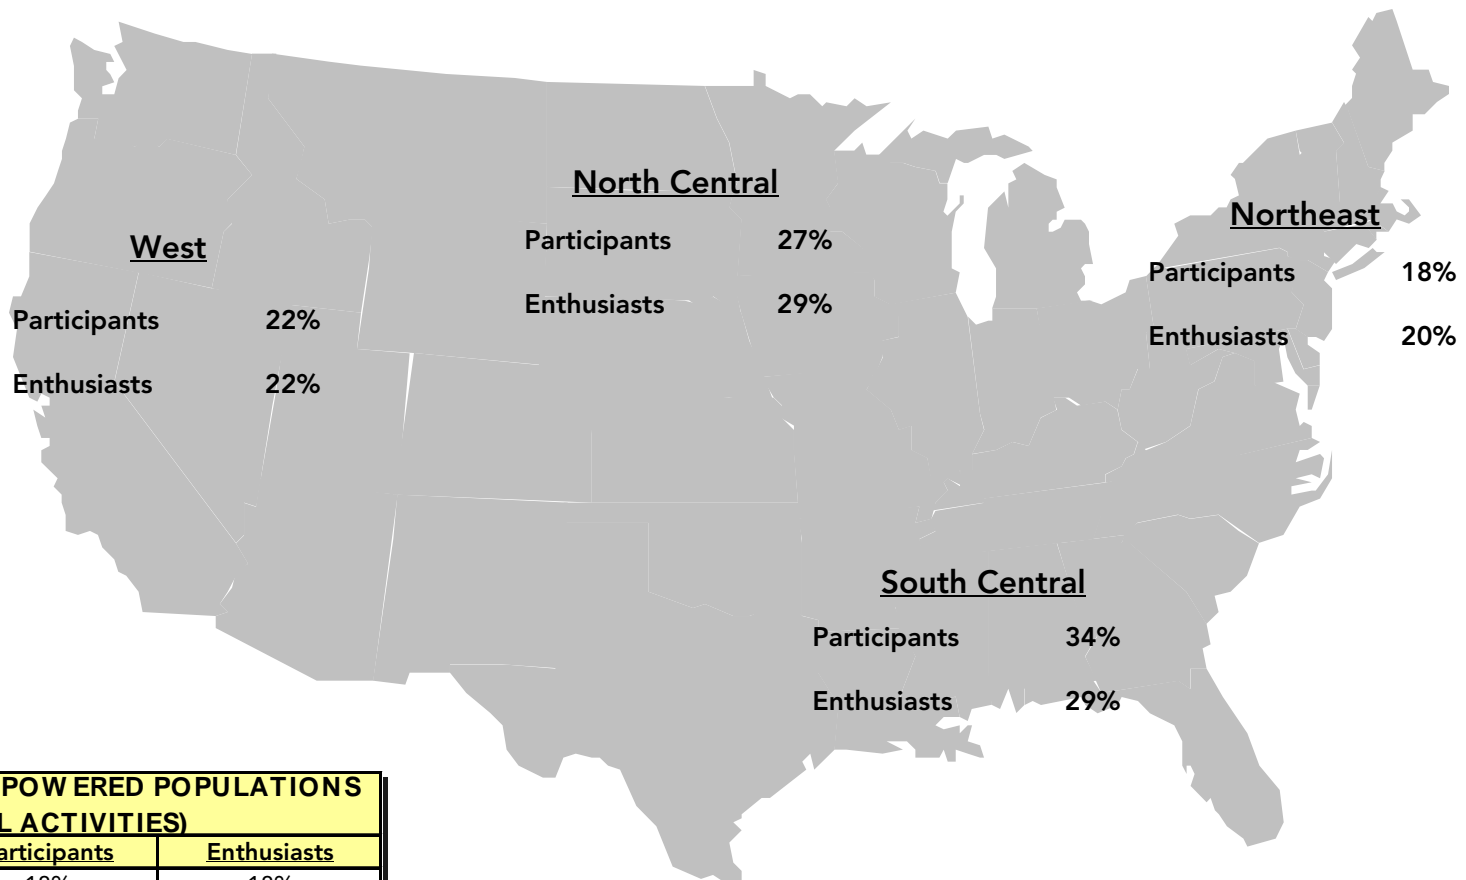 North Central
Participants 27%
Enthusiasts 29%
Northeast
Participants 18%
Enthusiasts 20%
West
Participants 22%
Enthusiasts 22%
South Central
Participants 34%
Enthusiasts 29%
POWERED POPULATIONS
L ACTIVITIES)
articipants Enthusiasts